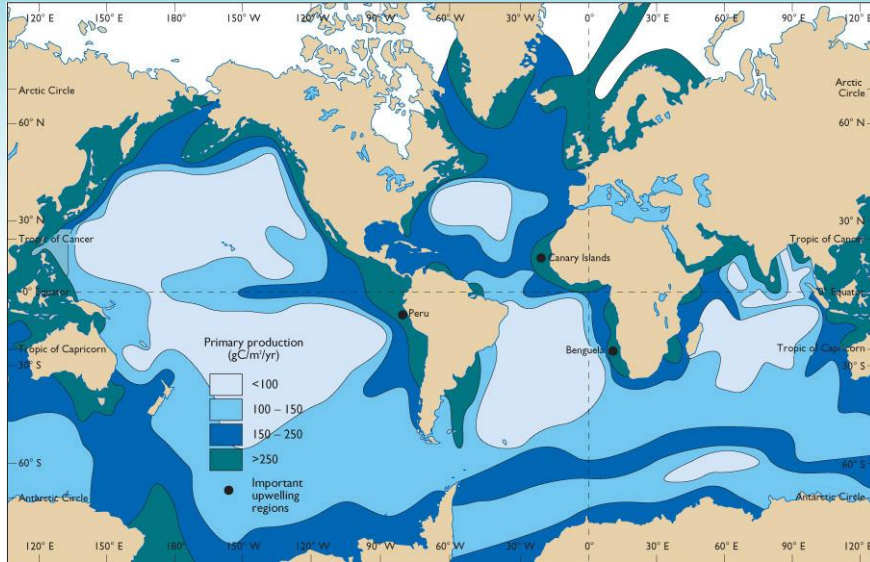 120° E 150° E 180° 150° W 120° W 90° W 60° W 30° W 0° 30° E 60° E 90° E 120° E
Arctic Circle
Arctic
Circle
60° N
60° N
30° N
30° N
Tropic of Cancer
Tropic of Cancer
Canary Islands
0° Equator
0° Equator
Peru
Primary production
(gC/m²/yr)
Tropic of Capricorn
Benguela
Tropic of Capricorn
30° S
30° S
<100
100 – 150
150 – 250
>250
60° S
60° S
Important
upwelling
regions
Antarctic Circle
Antarctic Circle
120° E 150° E 180° 150° W 120° W 90° W 60° W 30° W 0° 30° E 60° E 90° E 120° E